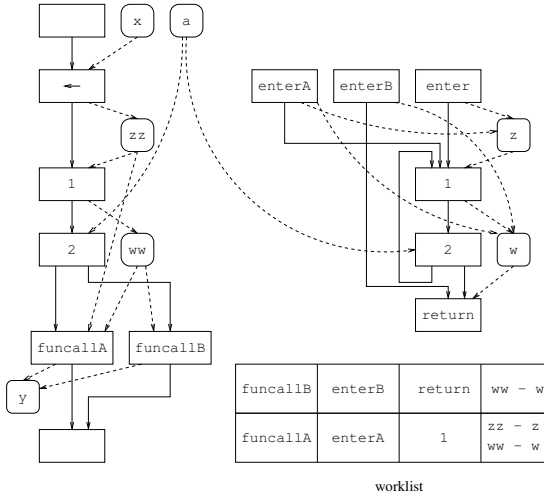 x
a
←
enterA
enterB
enter
zz
z
1
1
2
ww
2
w
return
funcallA
funcallB
y
funcallB enterB return ww - w
funcallA enterA 1 zz - z
ww - w
worklist